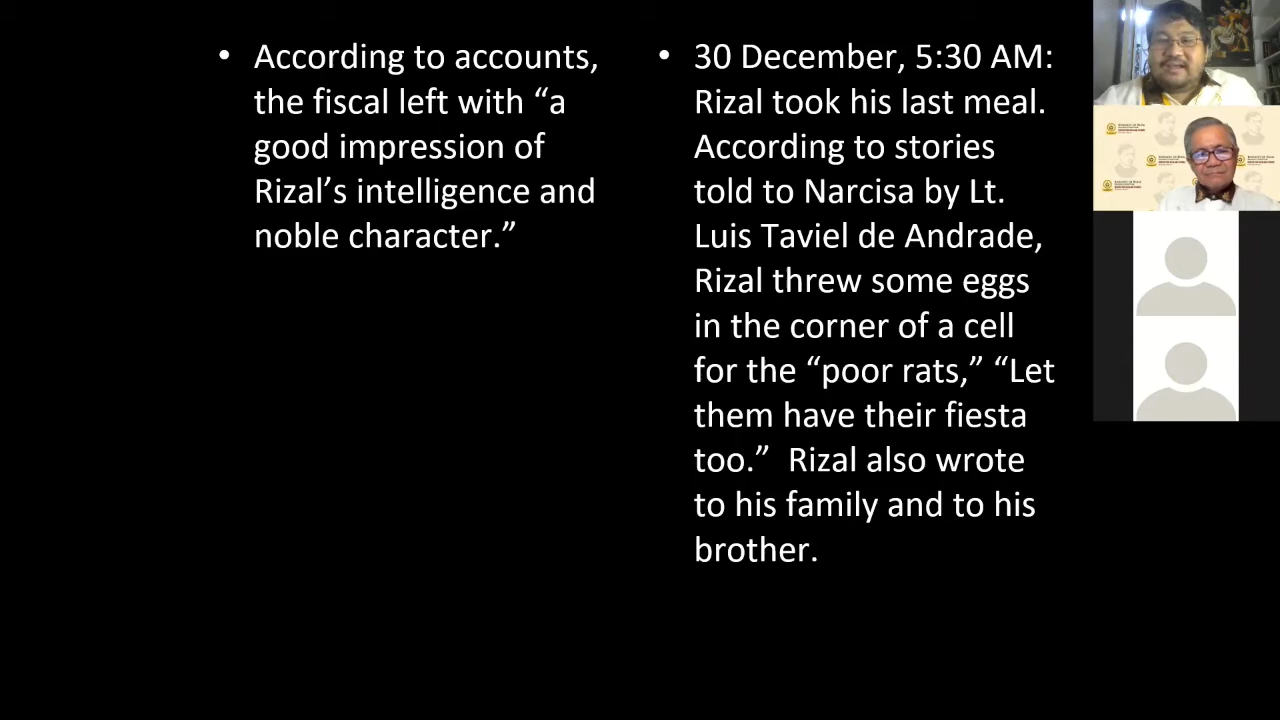 • According to accounts,
the fiscal left with “a
good impression of
Rizal’s intelligence and
noble character.”
• 30 December, 5:30 AM:
Rizal took his last meal.
According to stories
told to Narcisa by Lt.
Luis Taviel de Andrade,
Rizal threw some eggs
in the corner of a cell
for the “poor rats,” “Let
them have their fiesta
too.”  Rizal also wrote
to his family and to his
brother.